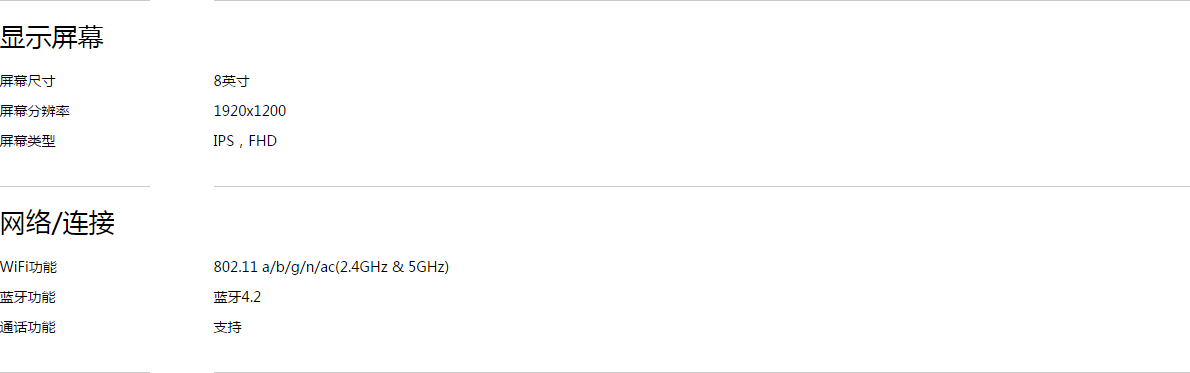 显示屏幕
屏幕尺寸 8英寸
屏幕分辨率 1920x1200
屏幕类型 IPS，FHD
网络/连接
WiFi功能 802.11 a/b/g/n/ac(2.4GHz & 5GHz)
蓝牙功能 蓝牙4.2
通话功能 支持